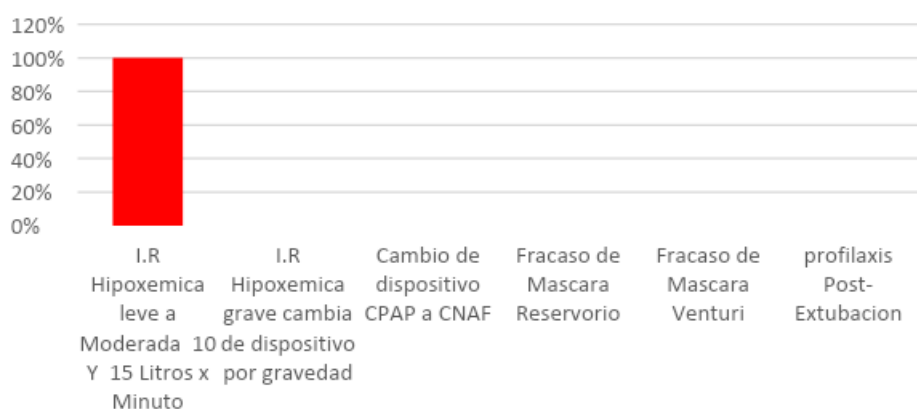 120%
100%
80%
60%
40%
20%
0%
I.R
Hipoxemica
leve a
Moderada 10
Y 15 Litros x
Minuto
I.R
Hipoxemica
grave cambia
de dispositivo
por gravedad
Cambio de
dispositivo
CPAP a CNAF
Fracaso de
Mascara
Reservorio
Fracaso de
Mascara
Venturi
profilaxis
Post-
Extubacion